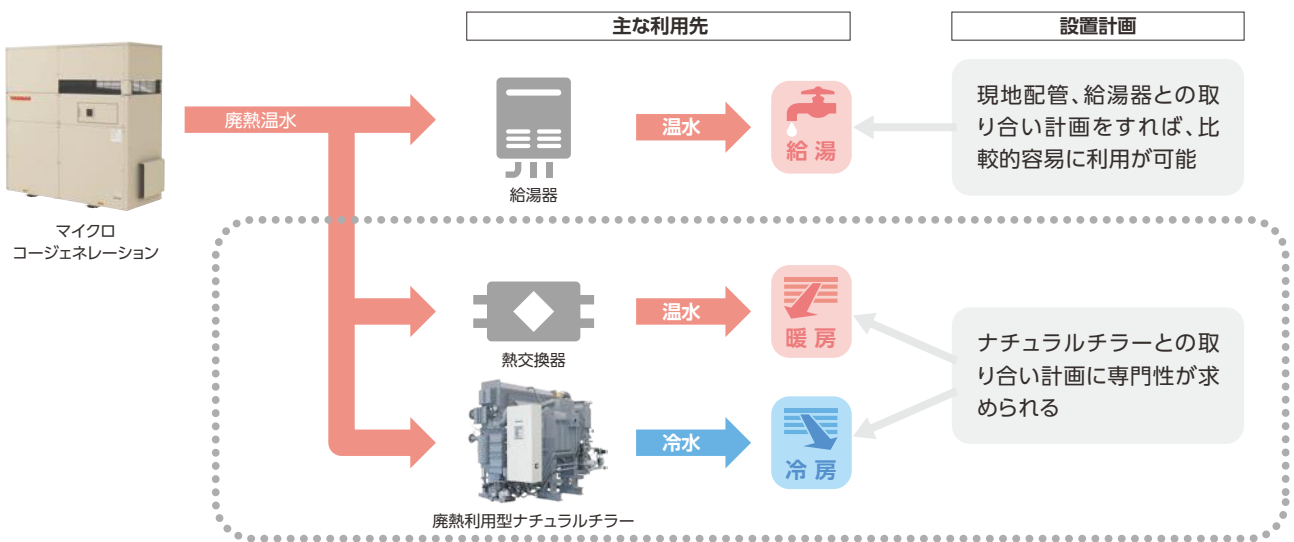 主な利用先
設置計画
廃熱温水
マイクロ
コージェネレーション
給湯器
温水
給湯
現地配管、給湯器との取
り合い計画をすれば、比
較的容易に利用が可能
熱交換器
温水
暖房
廃熱利用型ナチュラルチラー
冷水
冷房
ナチュラルチラーとの取
り合い計画に専門性が求
められる